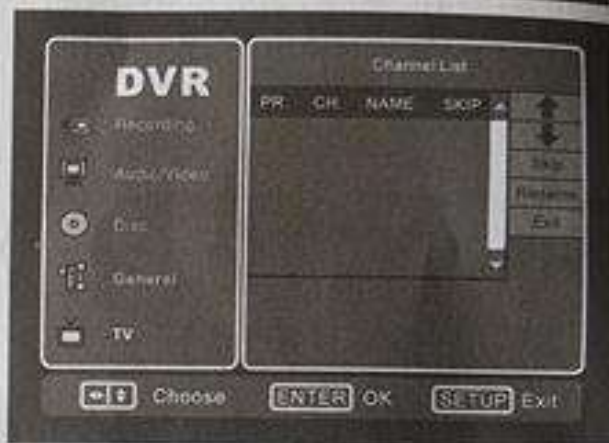 DVR
Recording
Audio/Video
Disc
General
TV
Channel List
PR CH NAME SKIP
Skip
Rename
Exit
Choose ENTER OK SETUP Exit